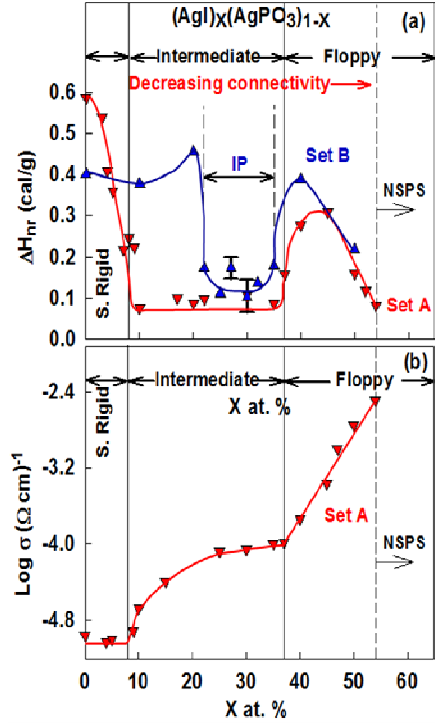 (AgI)X(AgPO3)1-X
(a)
Intermediate
Floppy
Decreasing connectivity
S. Rigid
IP
Set B
NSPS
Set A
ΔHnr (cal/g)
0.6
0.5
0.4
0.3
0.2
0.1
0.0
X at. %
(b)
Intermediate
Floppy
S. Rigid
Set A
NSPS
Log σ (Ω cm)-1
-2.4
-3.2
-4.0
-4.8
0 10 20 30 40 50 60
X at. %